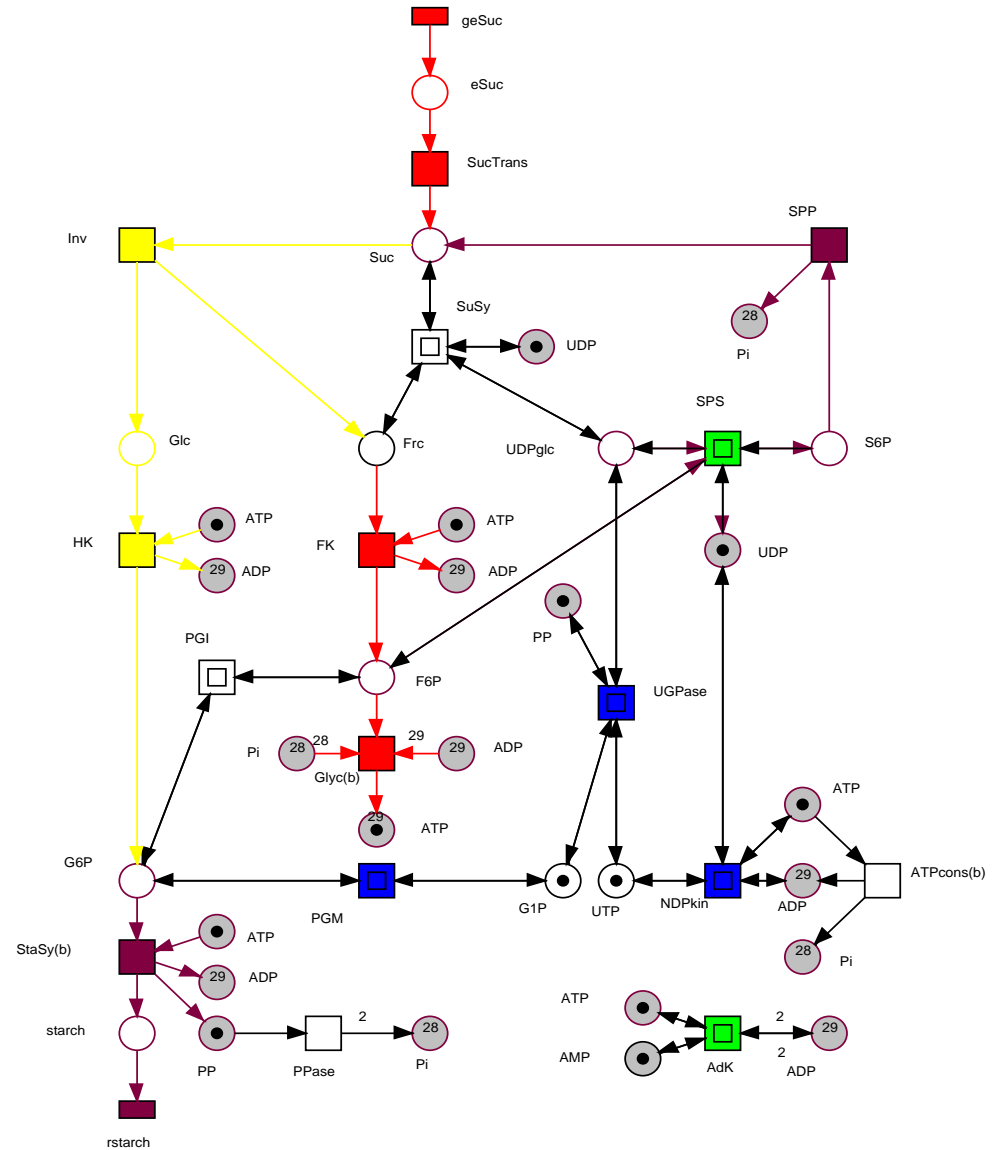 geSuc
eSuc
SucTrans
SPP
Inv
Suc
SuSy
28
UDP
Pi
SPS
Glc
Frc
UDPglc
S6P
ATP
ATP
HK
FK
29
ADP
29
ADP
UDP
PP
PGI
F6P
UGPase
Pi
28
28
29
29
ADP
Glyc(b)
29
ATP
ATP
G6P
ATPcons(b)
29
PGM
G1P
UTP
NDPkin
ADP
ATP
StaSy(b)
28
Pi
29
ADP
ATP
starch
2
28
2
29
PP
PPase
Pi
AMP
2
AdK
ADP
rstarch